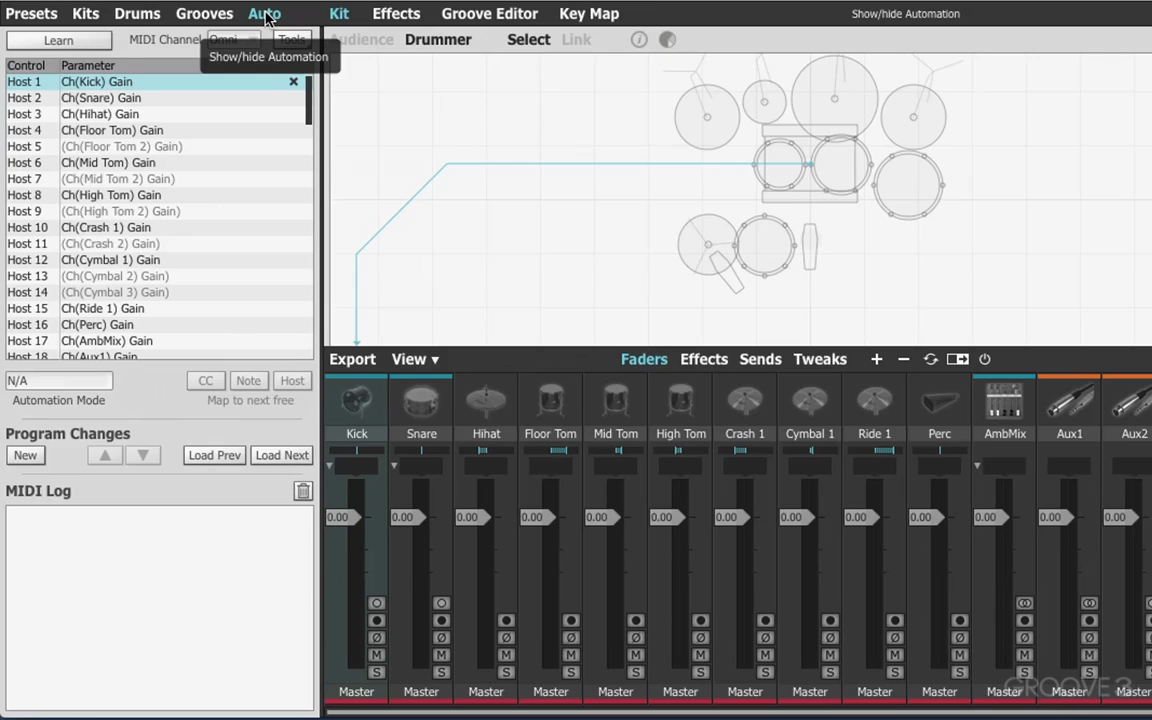 Presets Kits Drums Grooves Auto Kit Effects Groove Editor Key Map Show/hide Automation
Learn MIDI Channel Omni Tools Audience Drummer Select Link
Show/hide Automation
Control Parameter
Host 1 Ch(Kick) Gain
Host 2 Ch(Snare) Gain
Host 3 Ch(Hihat) Gain
Host 4 Ch(Floor Tom) Gain
Host 5 (Ch(Floor Tom 2) Gain)
Host 6 Ch(Mid Tom) Gain
Host 7 (Ch(Mid Tom 2) Gain)
Host 8 Ch(High Tom) Gain
Host 9 (Ch(High Tom 2) Gain)
Host 10 Ch(Crash 1) Gain
Host 11 (Ch(Crash 2) Gain)
Host 12 Ch(Cymbal 1) Gain
Host 13 (Ch(Cymbal 2) Gain)
Host 14 (Ch(Cymbal 3) Gain)
Host 15 Ch(Ride 1) Gain
Host 16 Ch(Perc) Gain
Host 17 Ch(AmbMix) Gain
Host 18 Ch(Aux1) Gain
N/A CC Note Host
Automation Mode Map to next free
Program Changes
New Load Prev Load Next
MIDI Log
Export View Faders Effects Sends Tweaks
Kick Snare Hihat Floor Tom Mid Tom High Tom Crash 1 Cymbal 1 Ride 1 Perc AmbMix Aux1 Aux2
0.00 0.00 0.00 0.00 0.00 0.00 0.00 0.00 0.00 0.00 0.00 0.00 0.00
Ø Ø Ø Ø Ø Ø Ø Ø Ø Ø Ø Ø
M M M M M M M M M M M M
S S S S S S S S S S S S
Master Master Master Master Master Master Master Master Master Master Master Master Master
GROOVE 3